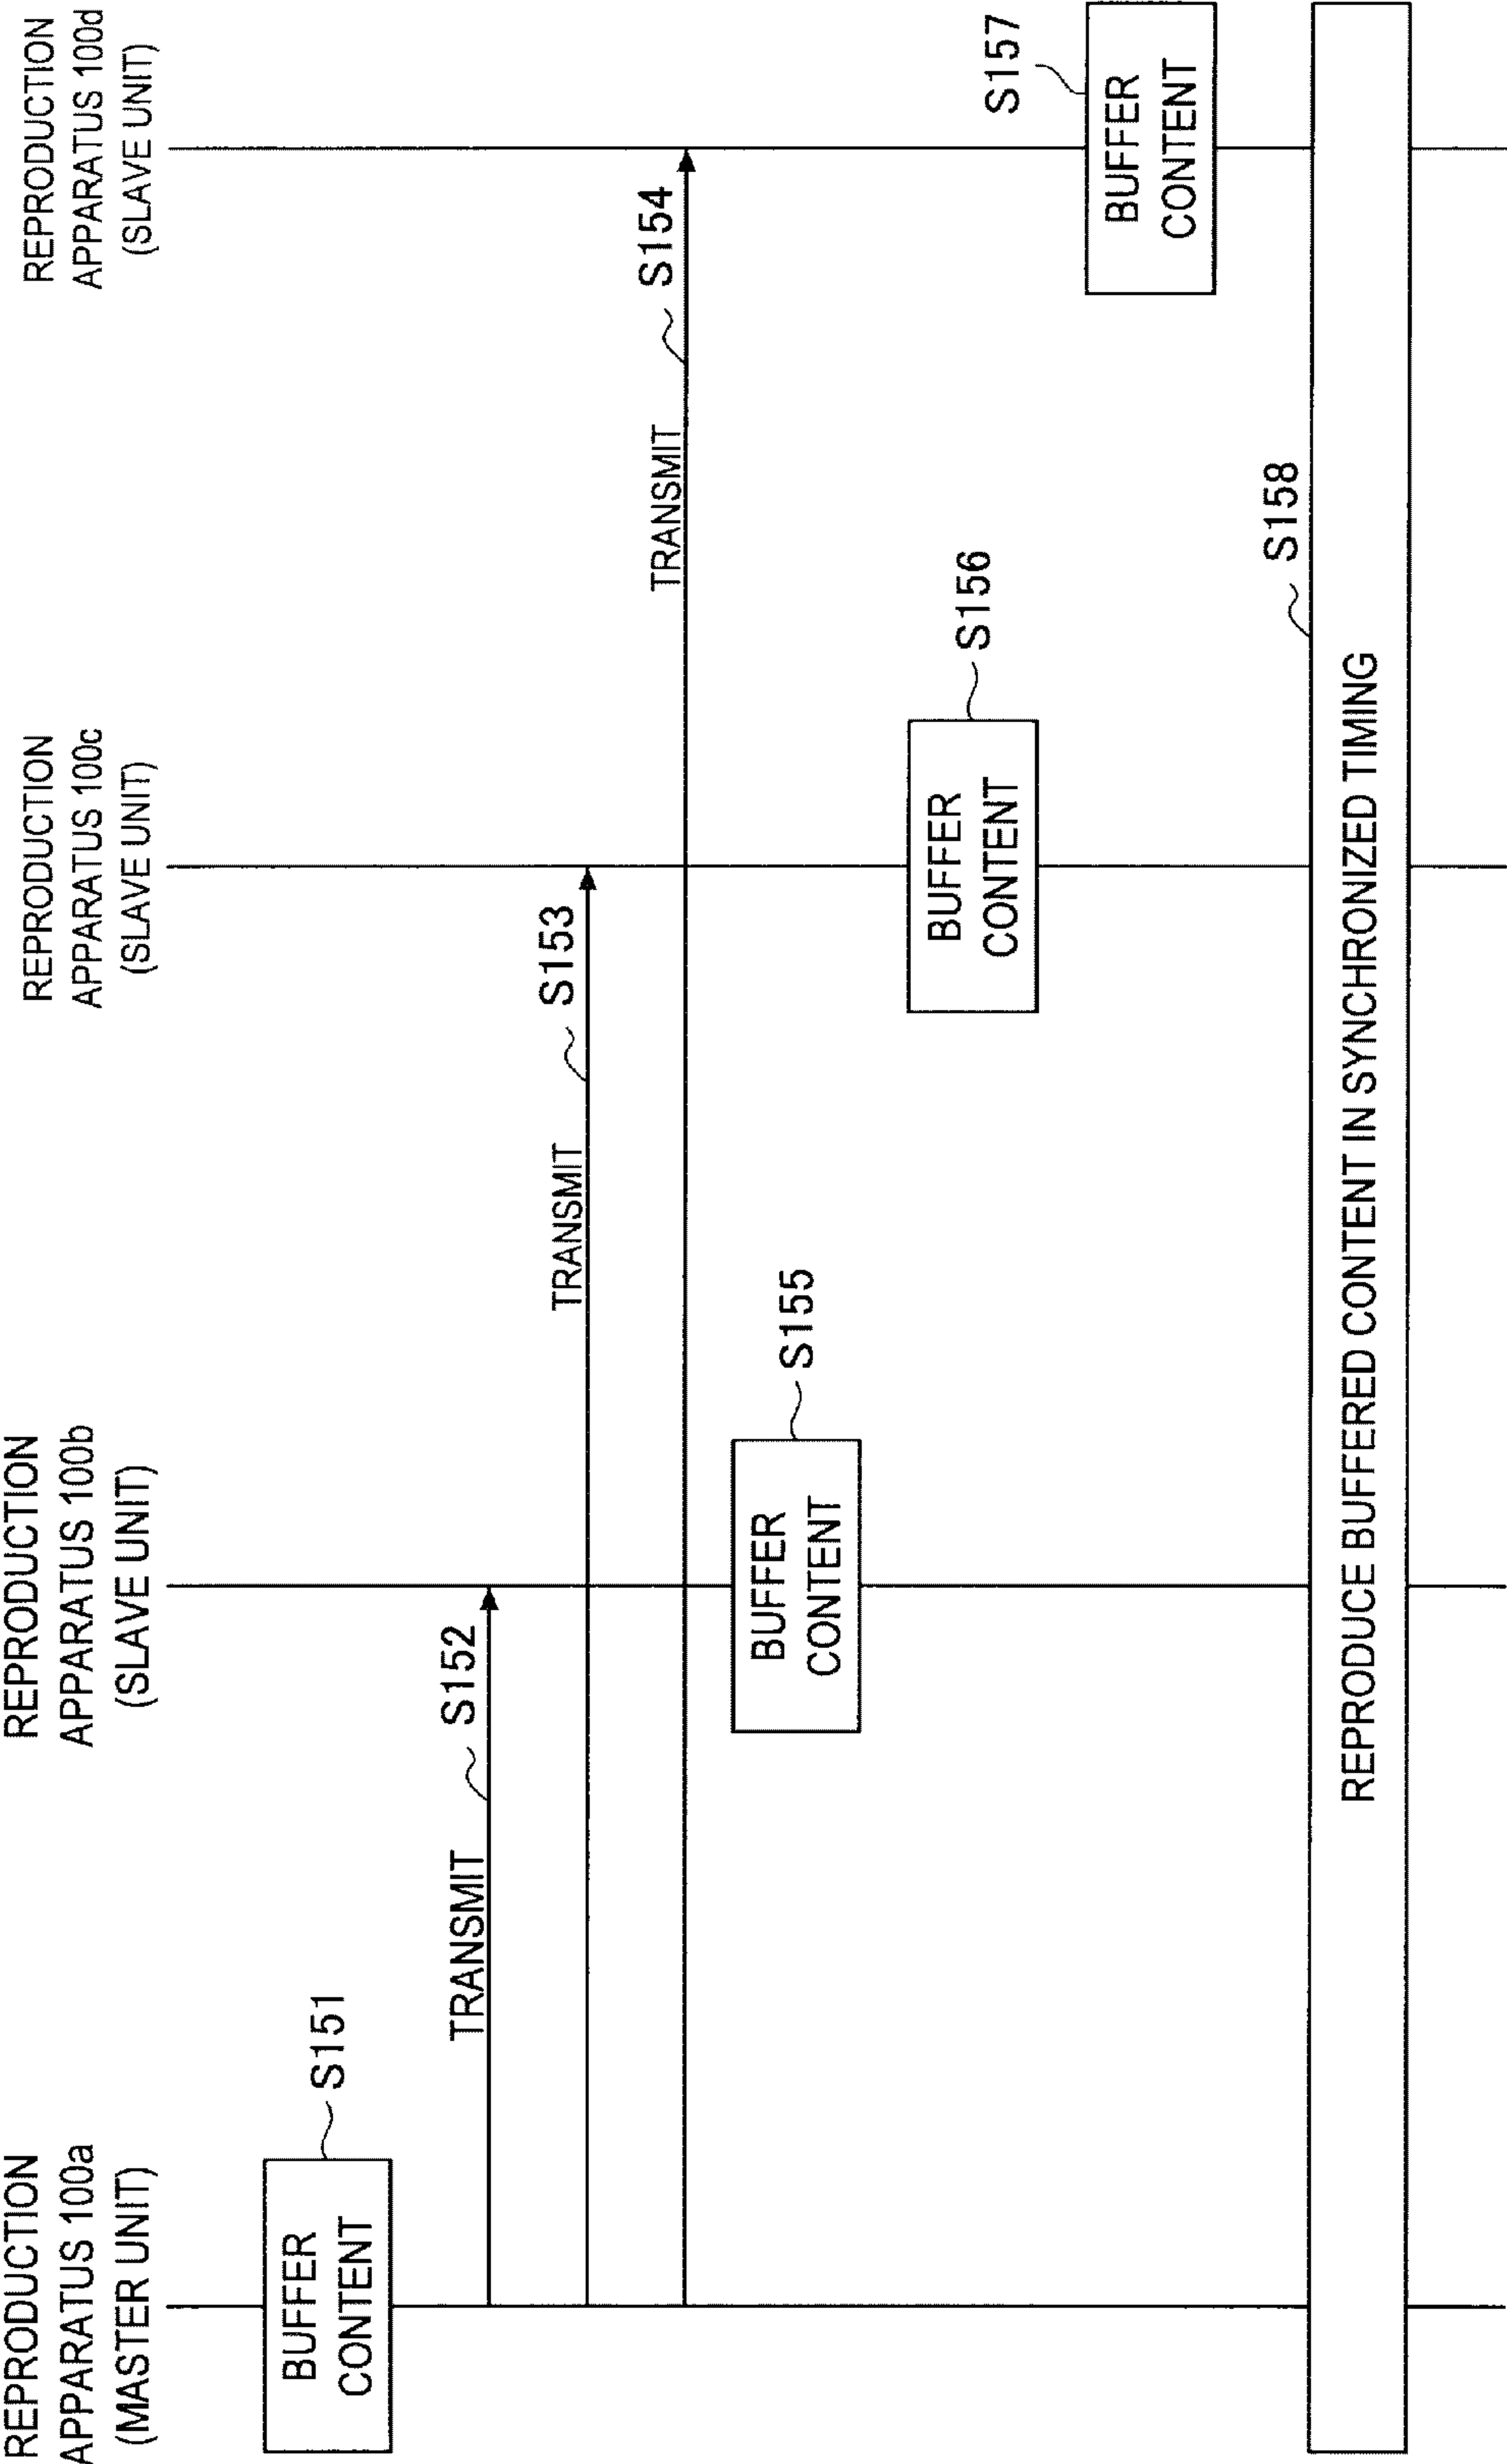 REPRODUCTION
APPARATUS 100a
(MASTER UNIT)
REPRODUCTION
APPARATUS 100b
(SLAVE UNIT)
REPRODUCTION
APPARATUS 100c
(SLAVE UNIT)
REPRODUCTION
APPARATUS 100d
(SLAVE UNIT)
BUFFER
CONTENT
S151
TRANSMIT
S152
TRANSMIT
S153
TRANSMIT
S154
BUFFER
CONTENT
S155
BUFFER
CONTENT
S156
BUFFER
CONTENT
S157
S158
REPRODUCE BUFFERED CONTENT IN SYNCHRONIZED TIMING